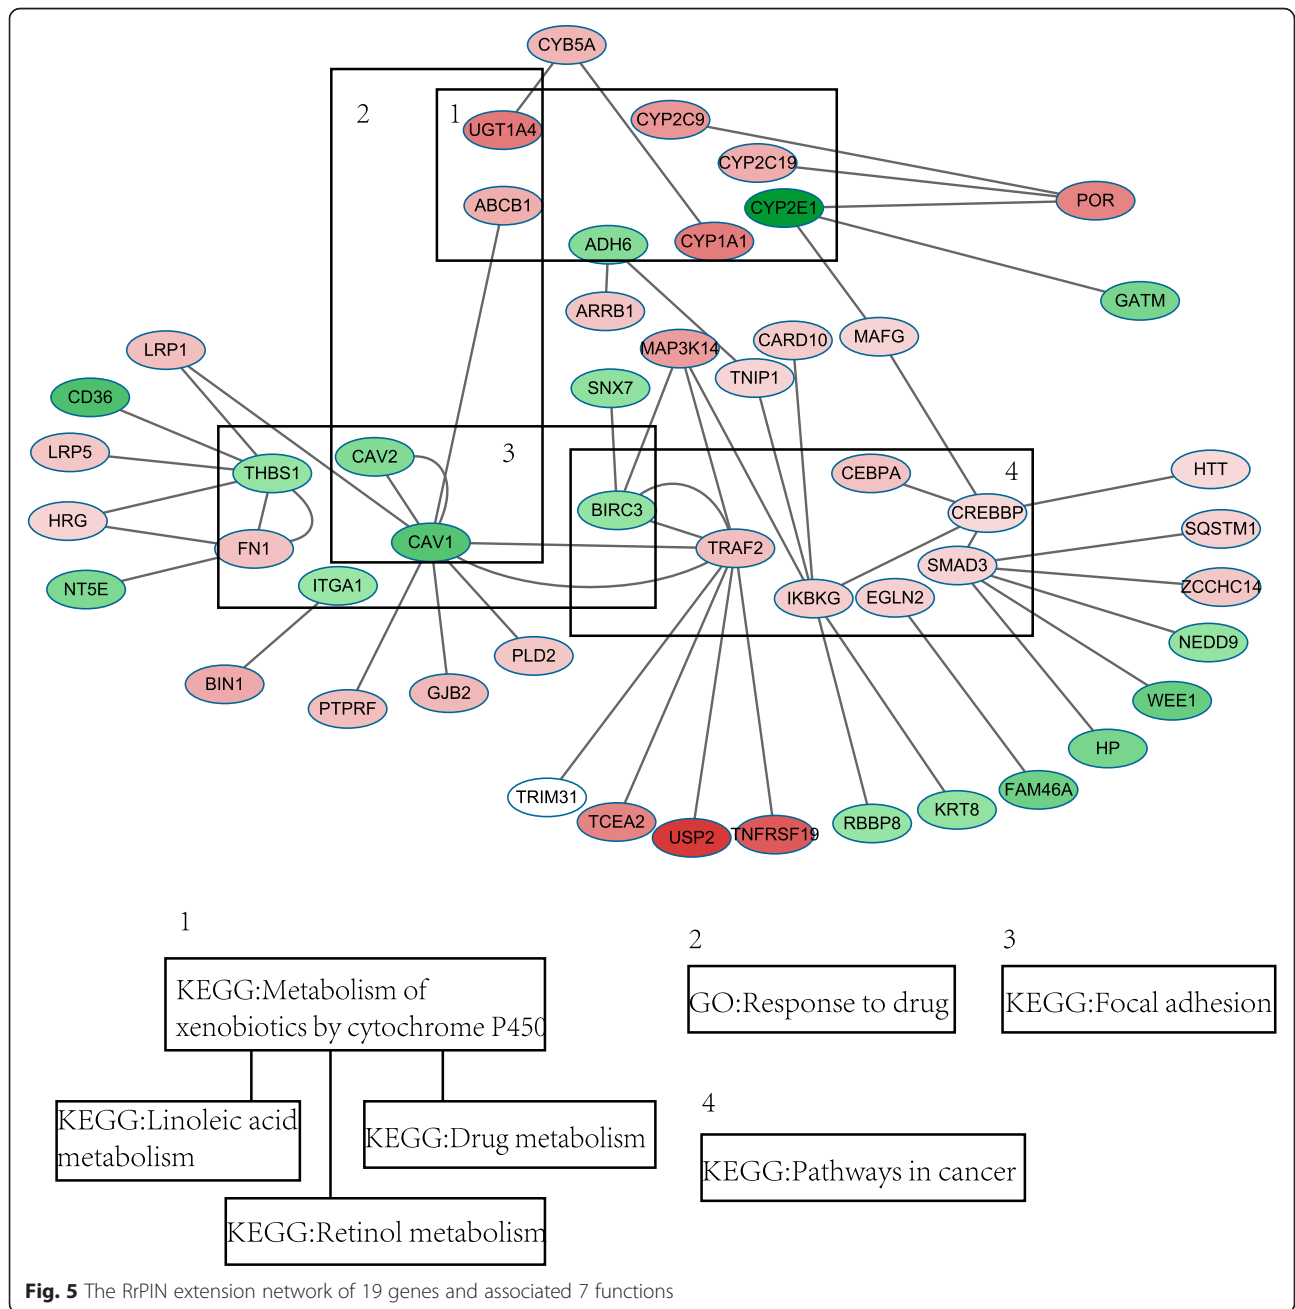 CYB5A
2
1
UGT1A4
CYP2C9
CYP2C19
ABCB1
CYP2E1
POR
ADH6
CYP1A1
GATM
ARRB1
LRP1
MAP3K14
CARD10
MAFG
TNIP1
CD36
SNX7
LRP5
THBS1
CAV2
3
CEBPA
4
HTT
HRG
FN1
CAV1
BIRC3
TRAF2
CREBBP
SQSTM1
SMAD3
NT5E
ITGA1
IKBKG
EGLN2
ZCCHC14
NEDD9
BIN1
PTPRF
GJB2
PLD2
WEE1
HP
TRIM31
TCEA2
USP2
TNFRSF19
RBBP8
KRT8
FAM46A
1
KEGG:Metabolism of
xenobiotics by cytochrome P450
KEGG:Linoleic acid
metabolism
KEGG:Drug metabolism
KEGG:Retinol metabolism
2
GO:Response to drug
3
KEGG:Focal adhesion
4
KEGG:Pathways in cancer
Fig. 5 The RrPIN extension network of 19 genes and associated 7 functions